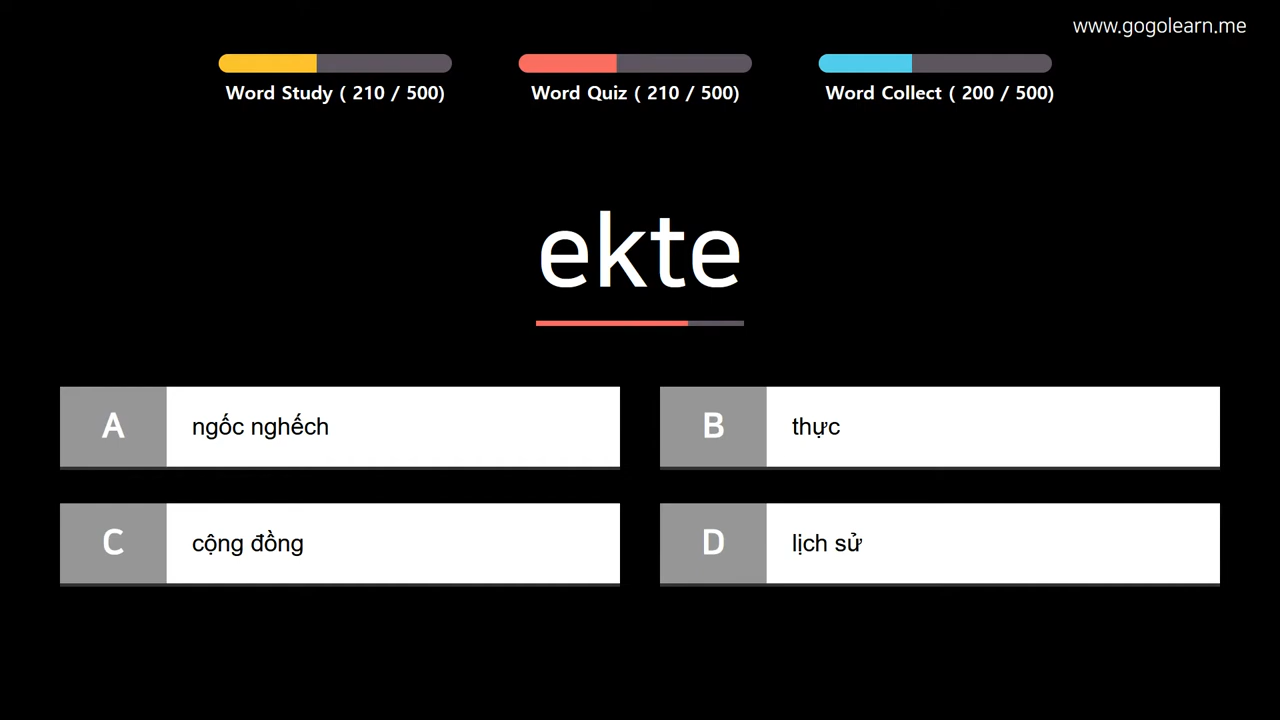 www.gogolearn.me
Word Study ( 210 / 500)
Word Quiz ( 210 / 500)
Word Collect ( 200 / 500)
ekte
A
ngốc nghếch
B
thực
C
cộng đồng
D
lịch sử